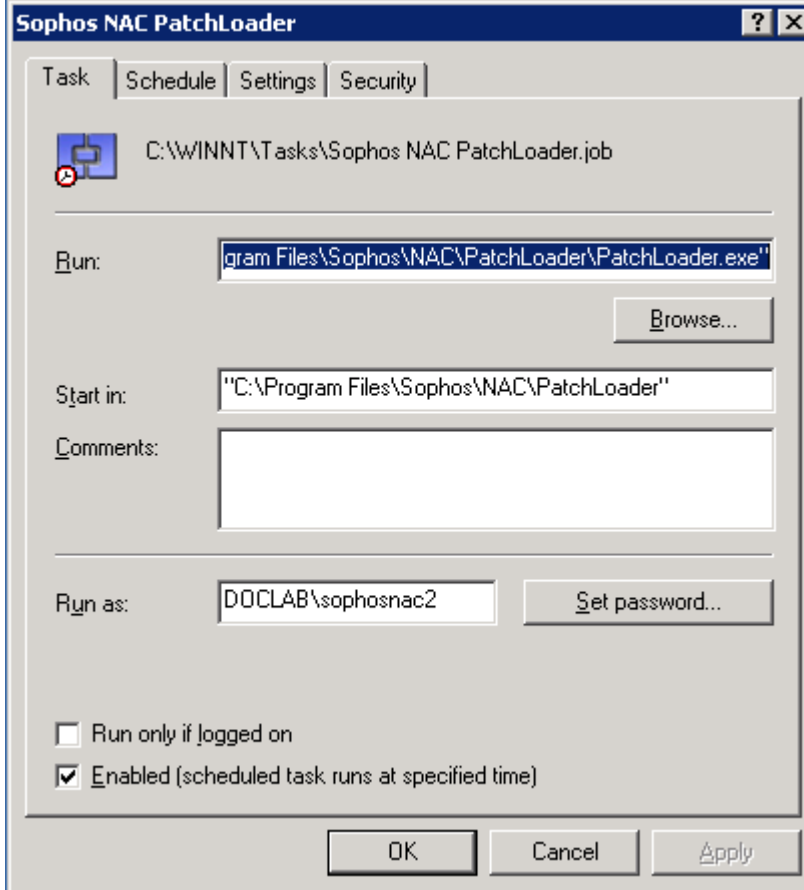 Sophos NAC PatchLoader
Task Schedule Settings Security
C:\WINNT\Tasks\Sophos NAC PatchLoader.job
Run: gram Files\Sophos\NAC\PatchLoader\PatchLoader.exe"
Browse...
Start in: "C:\Program Files\Sophos\NAC\PatchLoader"
Comments:
Run as: DOCLAB\sophosnac2 Set password...
Run only if logged on
Enabled (scheduled task runs at specified time)
OK Cancel Apply